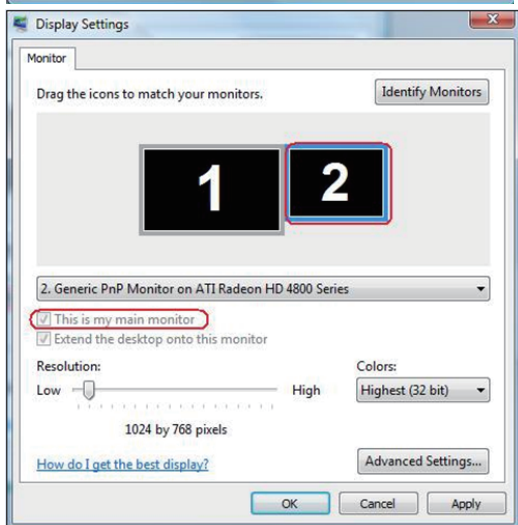 Display Settings
Monitor
Drag the icons to match your monitors.
Identify Monitors
1
2
2. Generic PnP Monitor on ATI Radeon HD 4800 Series
This is my main monitor
Extend the desktop onto this monitor
Resolution:
Colors:
Low
High
Highest (32 bit)
1024 by 768 pixels
How do I get the best display?
Advanced Settings...
OK
Cancel
Apply